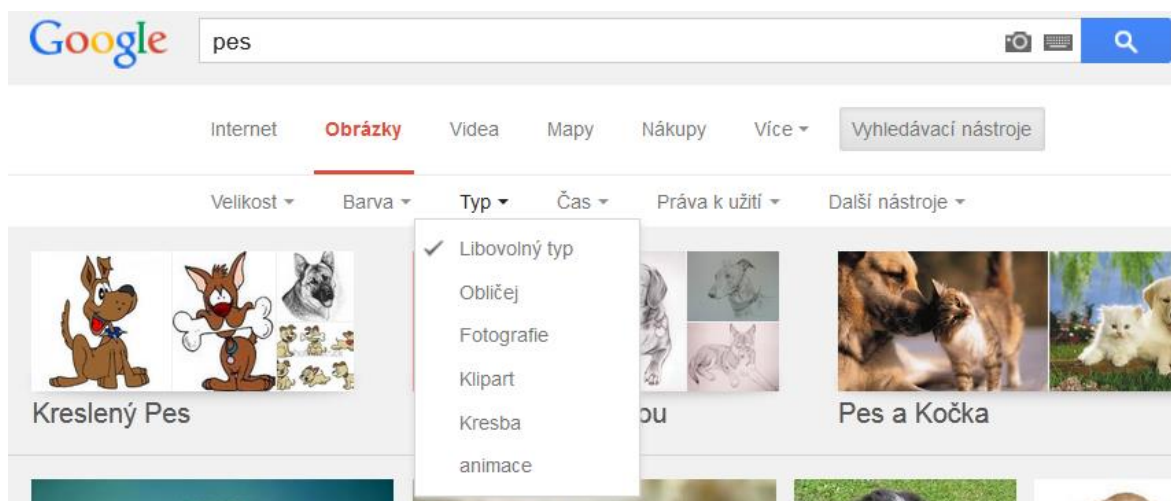 Google pes
Internet Obrázky Videa Mapy Nákupy Více Vyhledávací nástroje
Velikost Barva Typ Čas Práva k užití Další nástroje
Libovolný typ
Obličej
Fotografie
Klipart
Kresba
animace
Kreslený Pes
Pes a Kočka